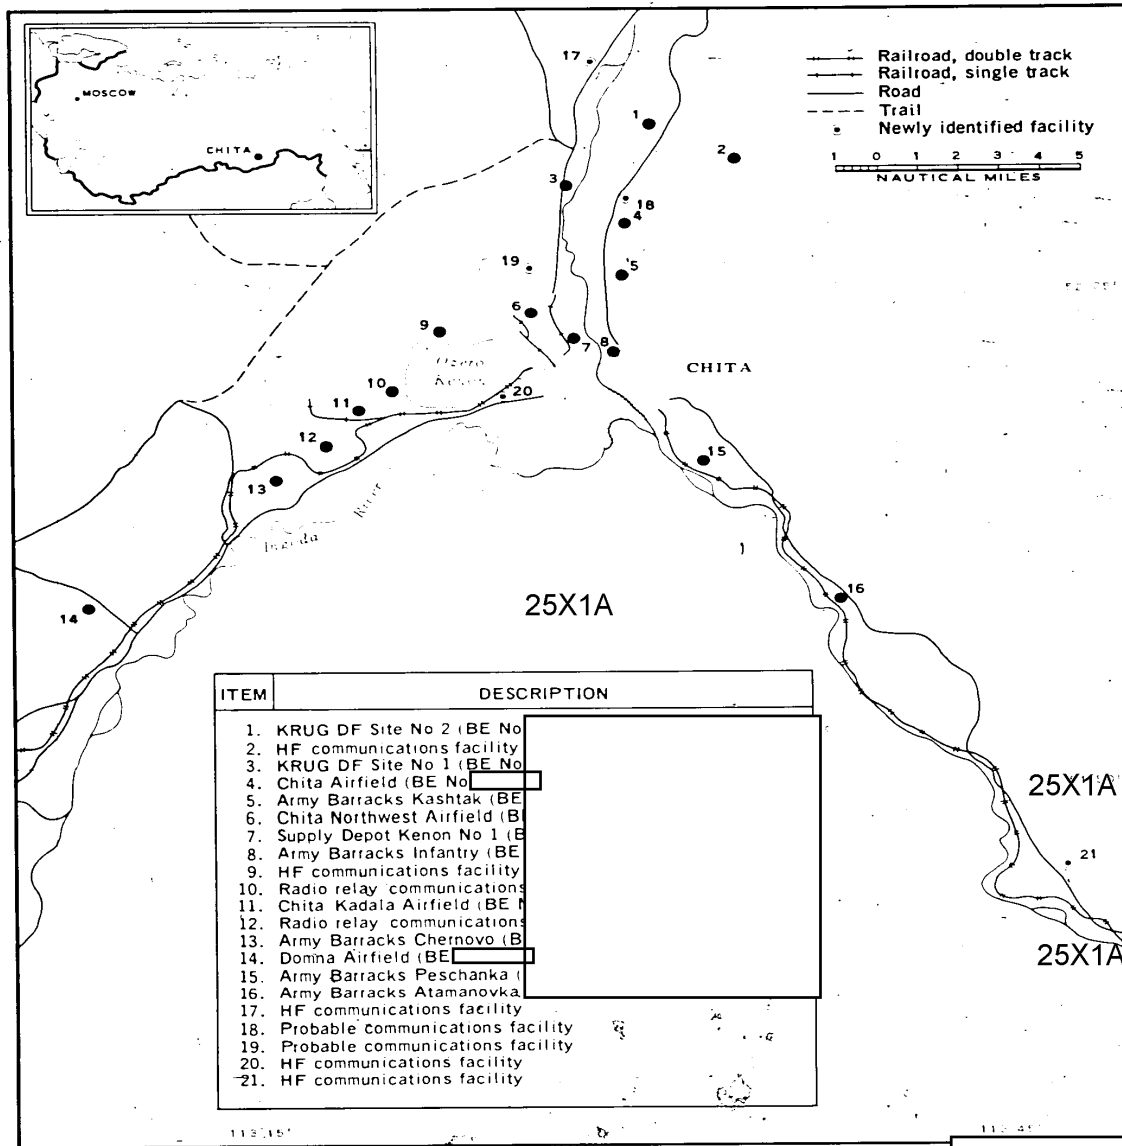 MOSCOW
CHITA
Railroad, double track
Railroad, single track
Road
Trail
Newly identified facility
1 0 1 2 3 4 5
NAUTICAL MILES
17
1
2
3
18
4
5
19
6
7
8
9
Ozero
Kenon
CHITA
10
20
11
12
15
13
River
Ingoda
14
16
25X1A
ITEM DESCRIPTION
1. KRUG DF Site No 2 (BE No
2. HF communications facility
3. KRUG DF Site No 1 (BE No
4. Chita Airfield (BE No
5. Army Barracks Kashtak (BE
6. Chita Northwest Airfield (B
7. Supply Depot Kenon No 1 (B
8. Army Barracks Infantry (BE
9. HF communications facility
10. Radio relay communications
11. Chita Kadala Airfield (BE N
12. Radio relay communications
13. Army Barracks Chernovo (B
14. Domna Airfield (BE
15. Army Barracks Peschanka (
16. Army Barracks Atamanovka
17. HF communications facility
18. Probable communications facility
19. Probable communications facility
20. HF communications facility
21. HF communications facility
25X1A
21
25X1A
113°15'
113°45'